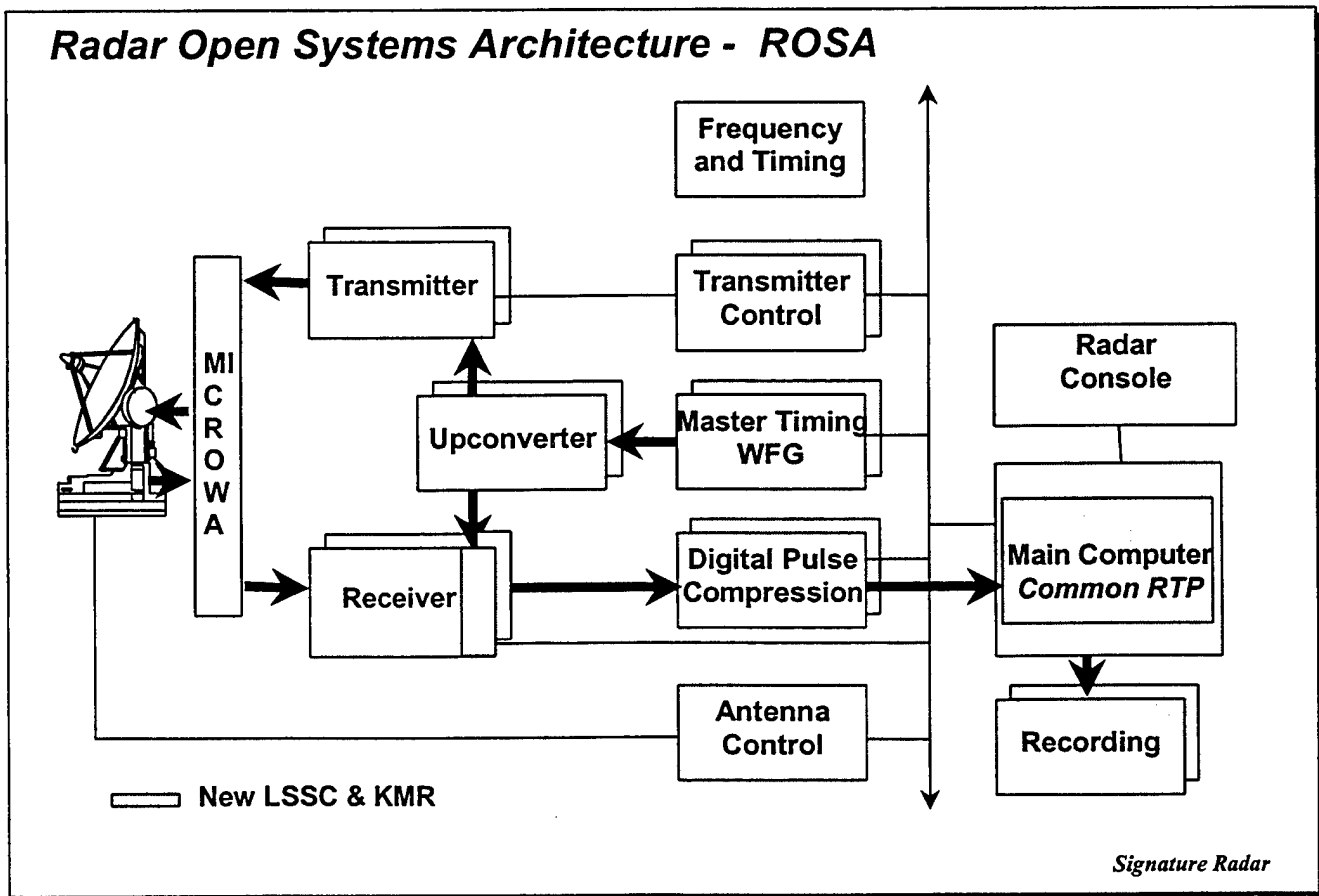 Radar Open Systems Architecture - ROSA
Frequency
and Timing
Transmitter
Transmitter
Control
MI
C
R
O
W
A
Radar
Console
Upconverter
Master Timing
WFG
Receiver
Digital Pulse
Compression
Main Computer
Common RTP
Antenna
Control
Recording
New LSSC & KMR
Signature Radar